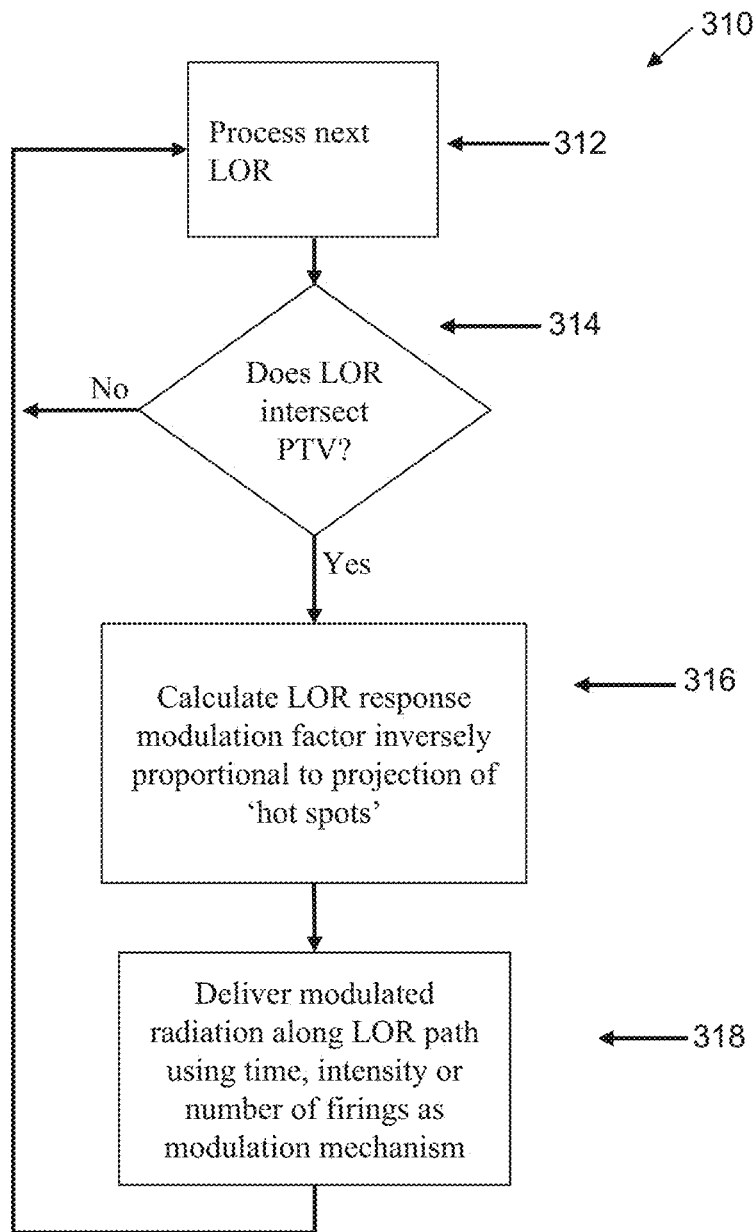 310
Process next
LOR
312
314
Does LOR
intersect
PTV?
No
Yes
316
Calculate LOR response
modulation factor inversely
proportional to projection of
‘hot spots’
Deliver modulated
radiation along LOR path
using time, intensity or
number of firings as
modulation mechanism
318